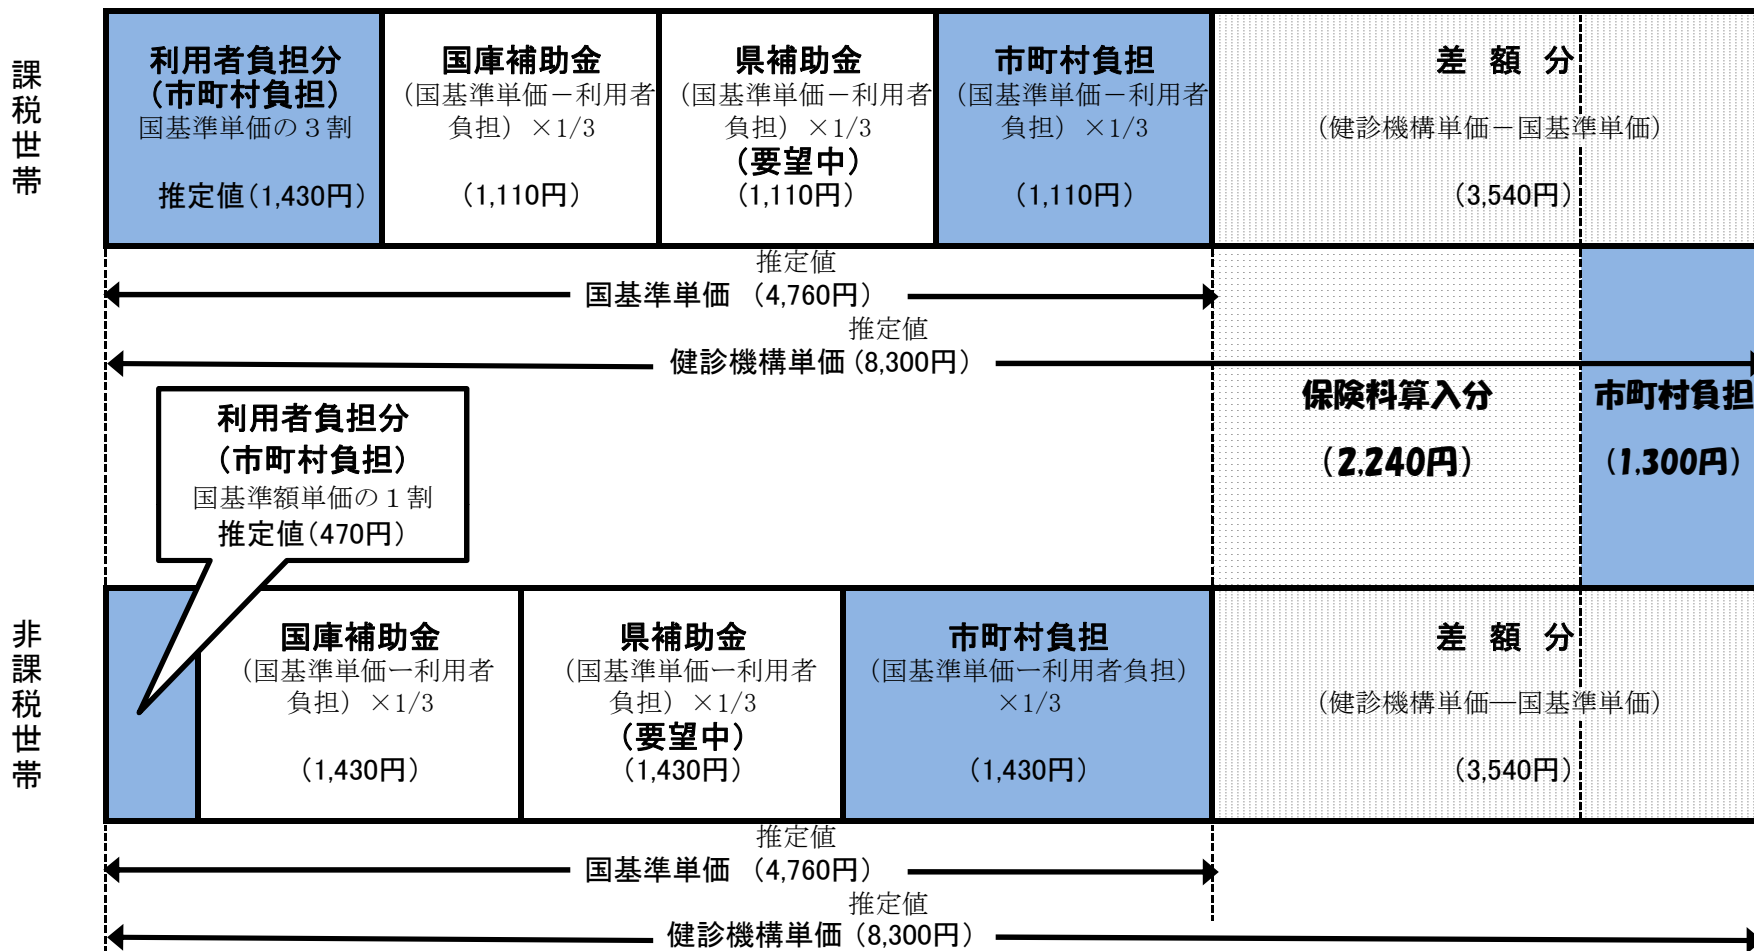 課税世帯
利用者負担分
（市町村負担）
国基準単価の３割
推定値（1,430円）
国庫補助金
（国基準単価－利用者
負担）×1/3
（1,110円）
県補助金
（国基準単価－利用者
負担）×1/3
（要望中）
（1,110円）
市町村負担
（国基準単価－利用者
負担）×1/3
（1,110円）
差 額 分
（健診機構単価－国基準単価）
（3,540円）
推定値
国基準単価 （4,760円）
推定値
健診機構単価（8,300円）
保険料算入分
（2,240円）
市町村負担
（1,300円）
利用者負担分
（市町村負担）
国基準額単価の１割
推定値（470円）
非課税世帯
国庫補助金
（国基準単価ー利用者
負担）×1/3
（1,430円）
県補助金
（国基準単価ー利用者
負担）×1/3
（要望中）
（1,430円）
市町村負担
（国基準単価ー利用者負担）
×1/3
（1,430円）
差 額 分
（健診機構単価―国基準単価）
（3,540円）
推定値
国基準単価 （4,760円）
推定値
健診機構単価（8,300円）